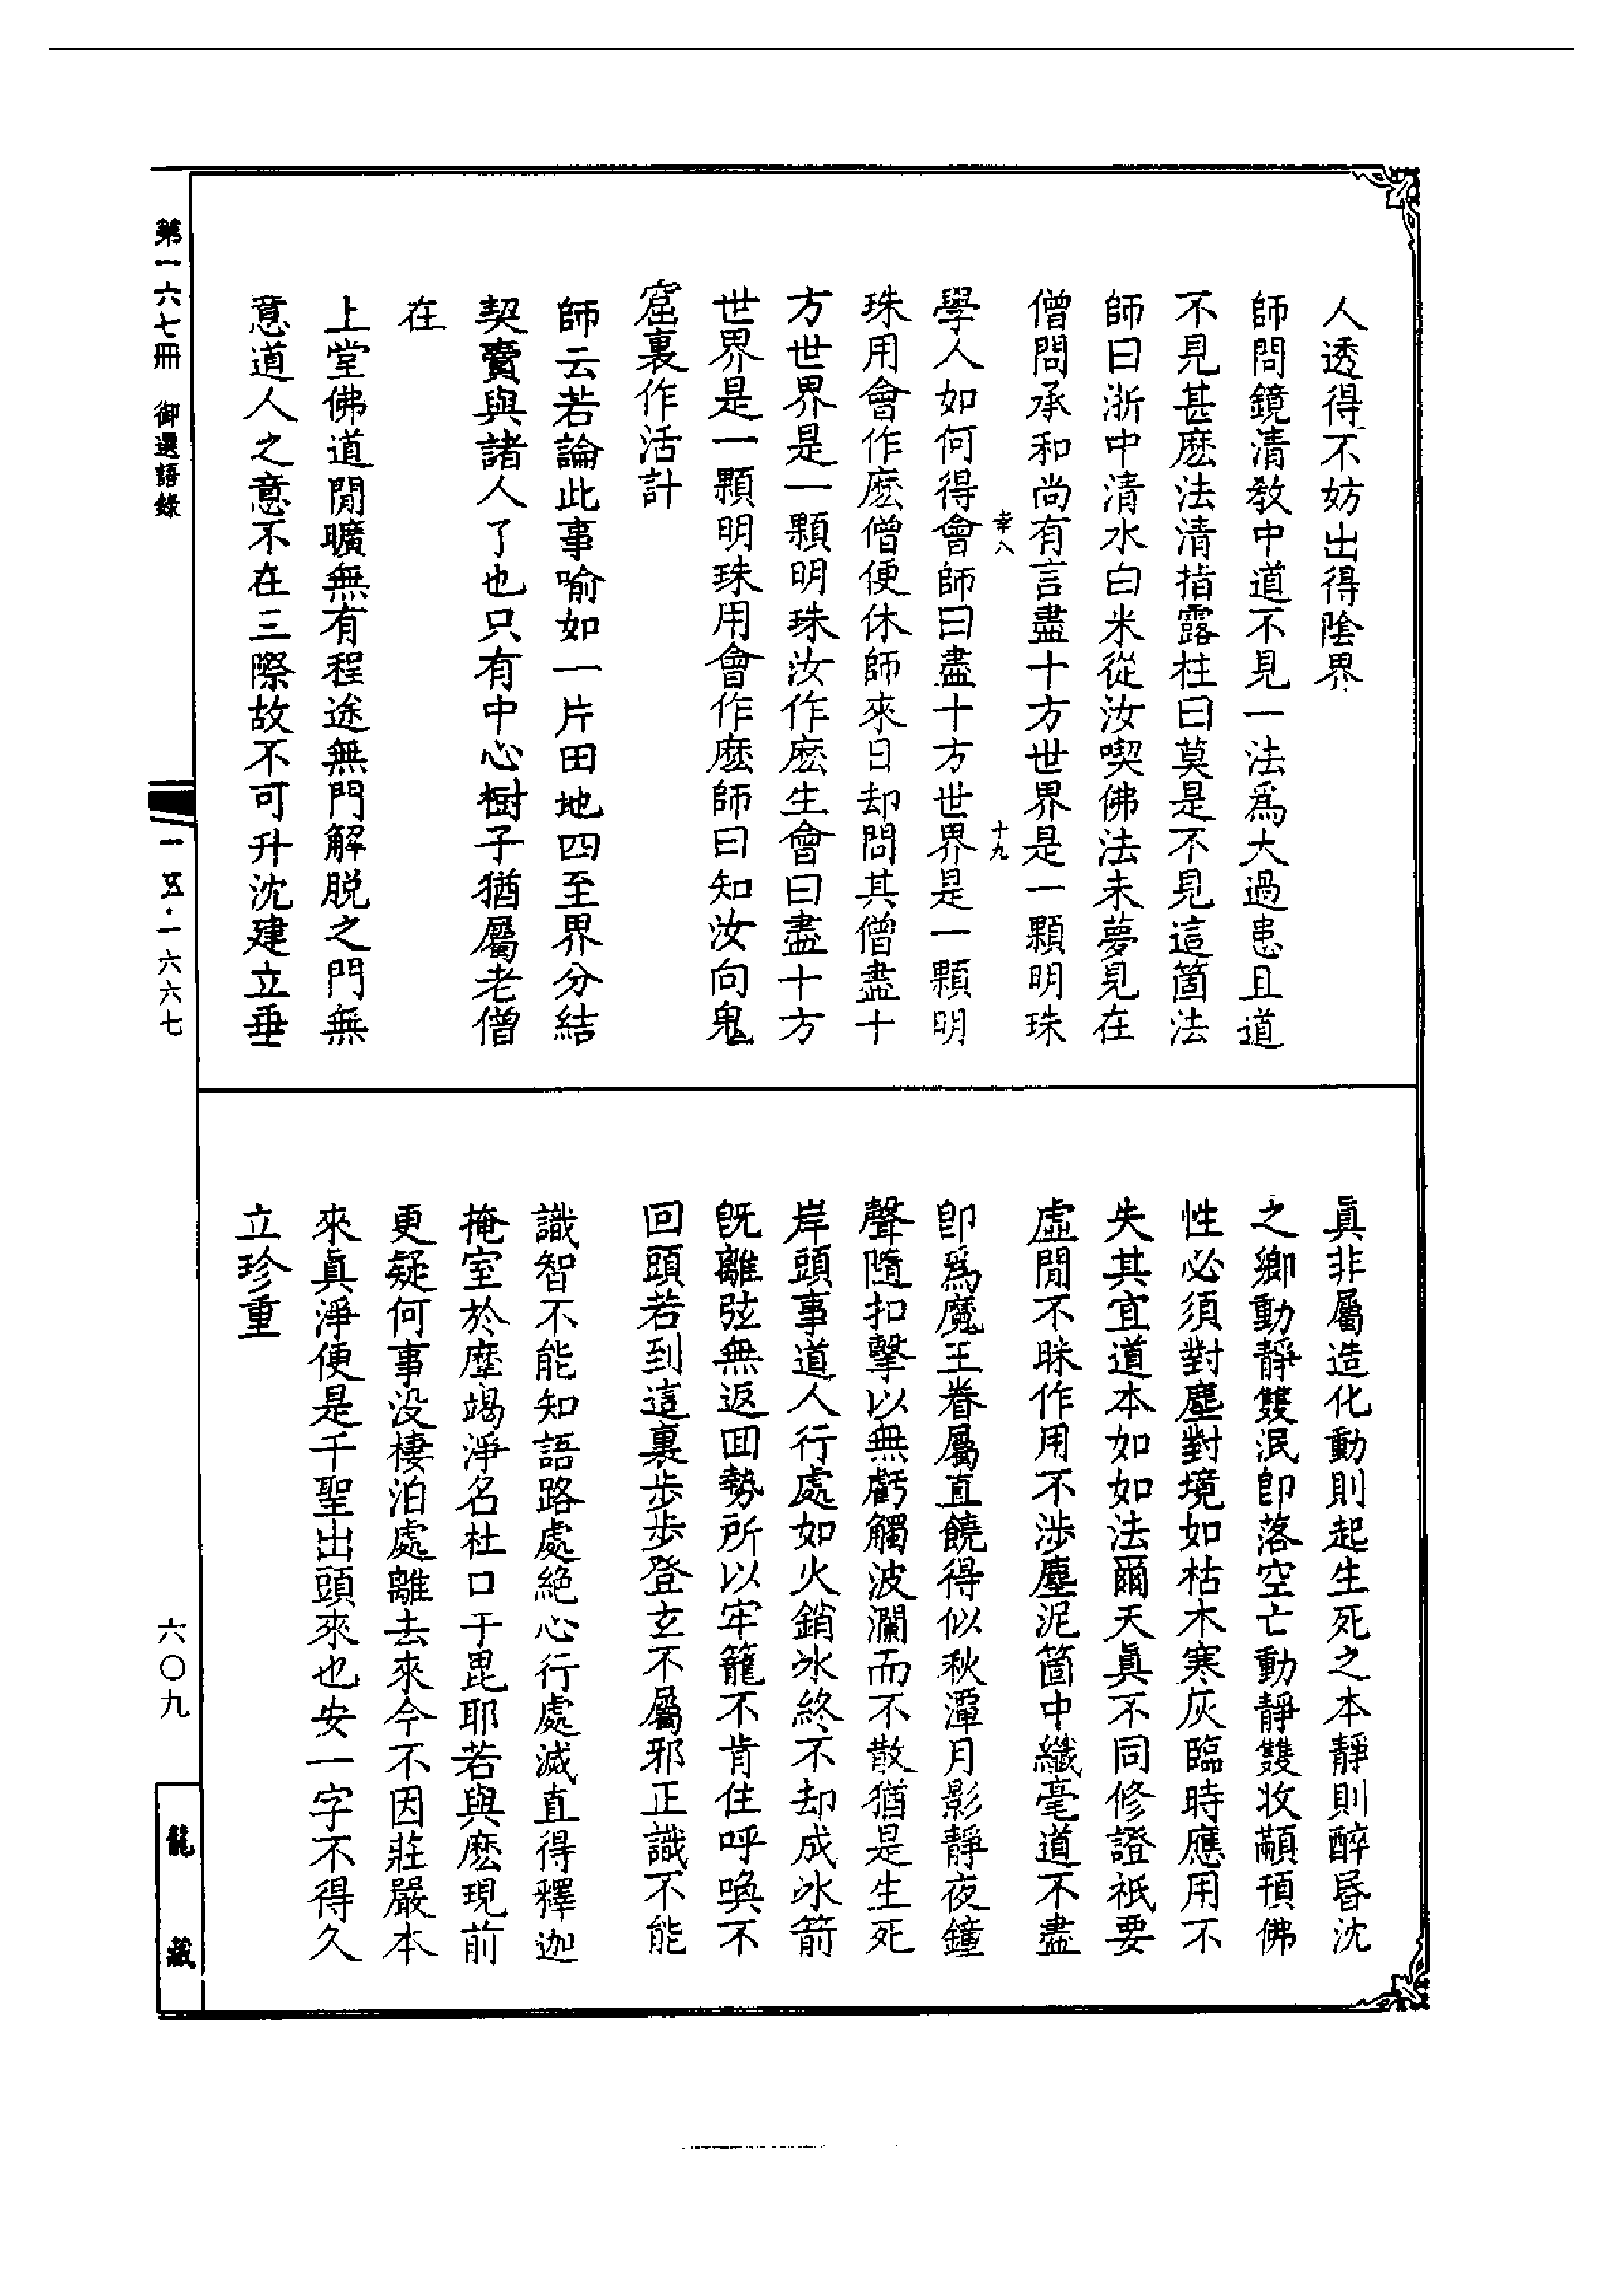 人透得不妨出得陰界
師問鏡清教中道不見一法爲大過患且道
不見甚麽法清指露柱曰莫是不見這箇法
師曰浙中清水白米從汝喫佛法未夢見在
僧問承和尚有言盡十方世界是一顆明珠
幸八
十九
學人如何得會師曰盡十方世界是一顆明
珠用會作麽僧便休師來日却問其僧盡十
方世界是一顆明珠汝作麽生會曰盡十方
世界是一顆明珠用會作麽師曰知汝向鬼
窟裏作活計
師云若論此事喻如一片田地四至界分結
契賣與諸人了也只有中心樹子猶屬老僧
在
上堂佛道閒曠無有程途無門解脱之門無
意道人之意不在三際故不可升沈建立垂
眞非屬造化動則起生死之本靜則醉昏沈
之鄉動靜雙泯卽落空亡動靜雙收顢頇佛
性必須對塵對境如枯木寒灰臨時應用不
失其宜道本如如法爾天眞不同修證祇要
虛閒不昧作用不涉塵泥箇中纖毫道不盡
卽爲魔王眷屬直饒得似秋潭月影靜夜鐘
聲隨扣擊以無虧觸波瀾而不散猶是生死
岸頭事道人行處如火銷冰終不却成冰箭
旣離弦無返回勢所以牢籠不肯住呼喚不
回頭若到這裏步步登玄不屬邪正識不能
識智不能知語路處絕心行處滅直得釋迦
掩室於摩竭淨名杜口于毘耶若與麽現前
更疑何事没棲泊處離去來今不因莊嚴本
來眞淨便是千聖出頭來也安一字不得久
立珍重
第一六七冊　御選語錄
一一五·一六六七
六〇九
龍藏